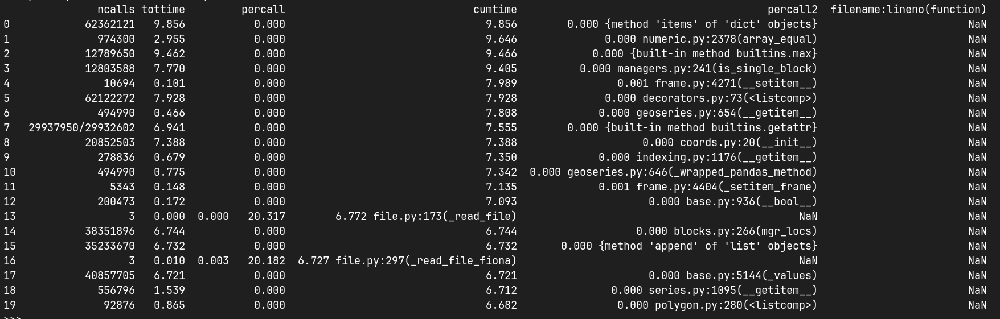 ncalls tottime percall cumtime percall2 filename:lineno(function)
0 62362121 9.856 0.000 9.856 0.000 {method 'items' of 'dict' objects} NaN
1 974300 2.955 0.000 9.646 0.000 numeric.py:2378(array_equal) NaN
2 12789650 9.462 0.000 9.466 0.000 {built-in method builtins.max} NaN
3 12803588 7.770 0.000 9.405 0.000 managers.py:241(is_single_block) NaN
4 10694 0.101 0.000 7.989 0.001 frame.py:4271(__setitem__) NaN
5 62122272 7.928 0.000 7.928 0.000 decorators.py:73(<listcomp>) NaN
6 494990 0.466 0.000 7.808 0.000 geoseries.py:654(__getitem__) NaN
7 29937950/29932602 6.941 0.000 7.555 0.000 {built-in method builtins.getattr} NaN
8 20852503 7.388 0.000 7.388 0.000 coords.py:20(__init__) NaN
9 278836 0.679 0.000 7.350 0.000 indexing.py:1176(__getitem__) NaN
10 494990 0.775 0.000 7.342 0.000 geoseries.py:646(_wrapped_pandas_method) NaN
11 5343 0.148 0.000 7.135 0.001 frame.py:4404(_setitem_frame) NaN
12 200473 0.172 0.000 7.093 0.000 base.py:936(__bool__) NaN
13 3 0.000 0.000 20.317 6.772 file.py:173(_read_file) NaN NaN
14 38351896 6.744 0.000 6.744 0.000 blocks.py:266(mgr_locs) NaN
15 35233670 6.732 0.000 6.732 0.000 {method 'append' of 'list' objects} NaN
16 3 0.010 0.003 20.182 6.727 file.py:297(_read_file_fiona) NaN NaN
17 40857705 6.721 0.000 6.721 0.000 base.py:5144(_values) NaN
18 556796 1.539 0.000 6.712 0.000 series.py:1095(__getitem__) NaN
19 92876 0.865 0.000 6.682 0.000 polygon.py:280(<listcomp>) NaN
>>>